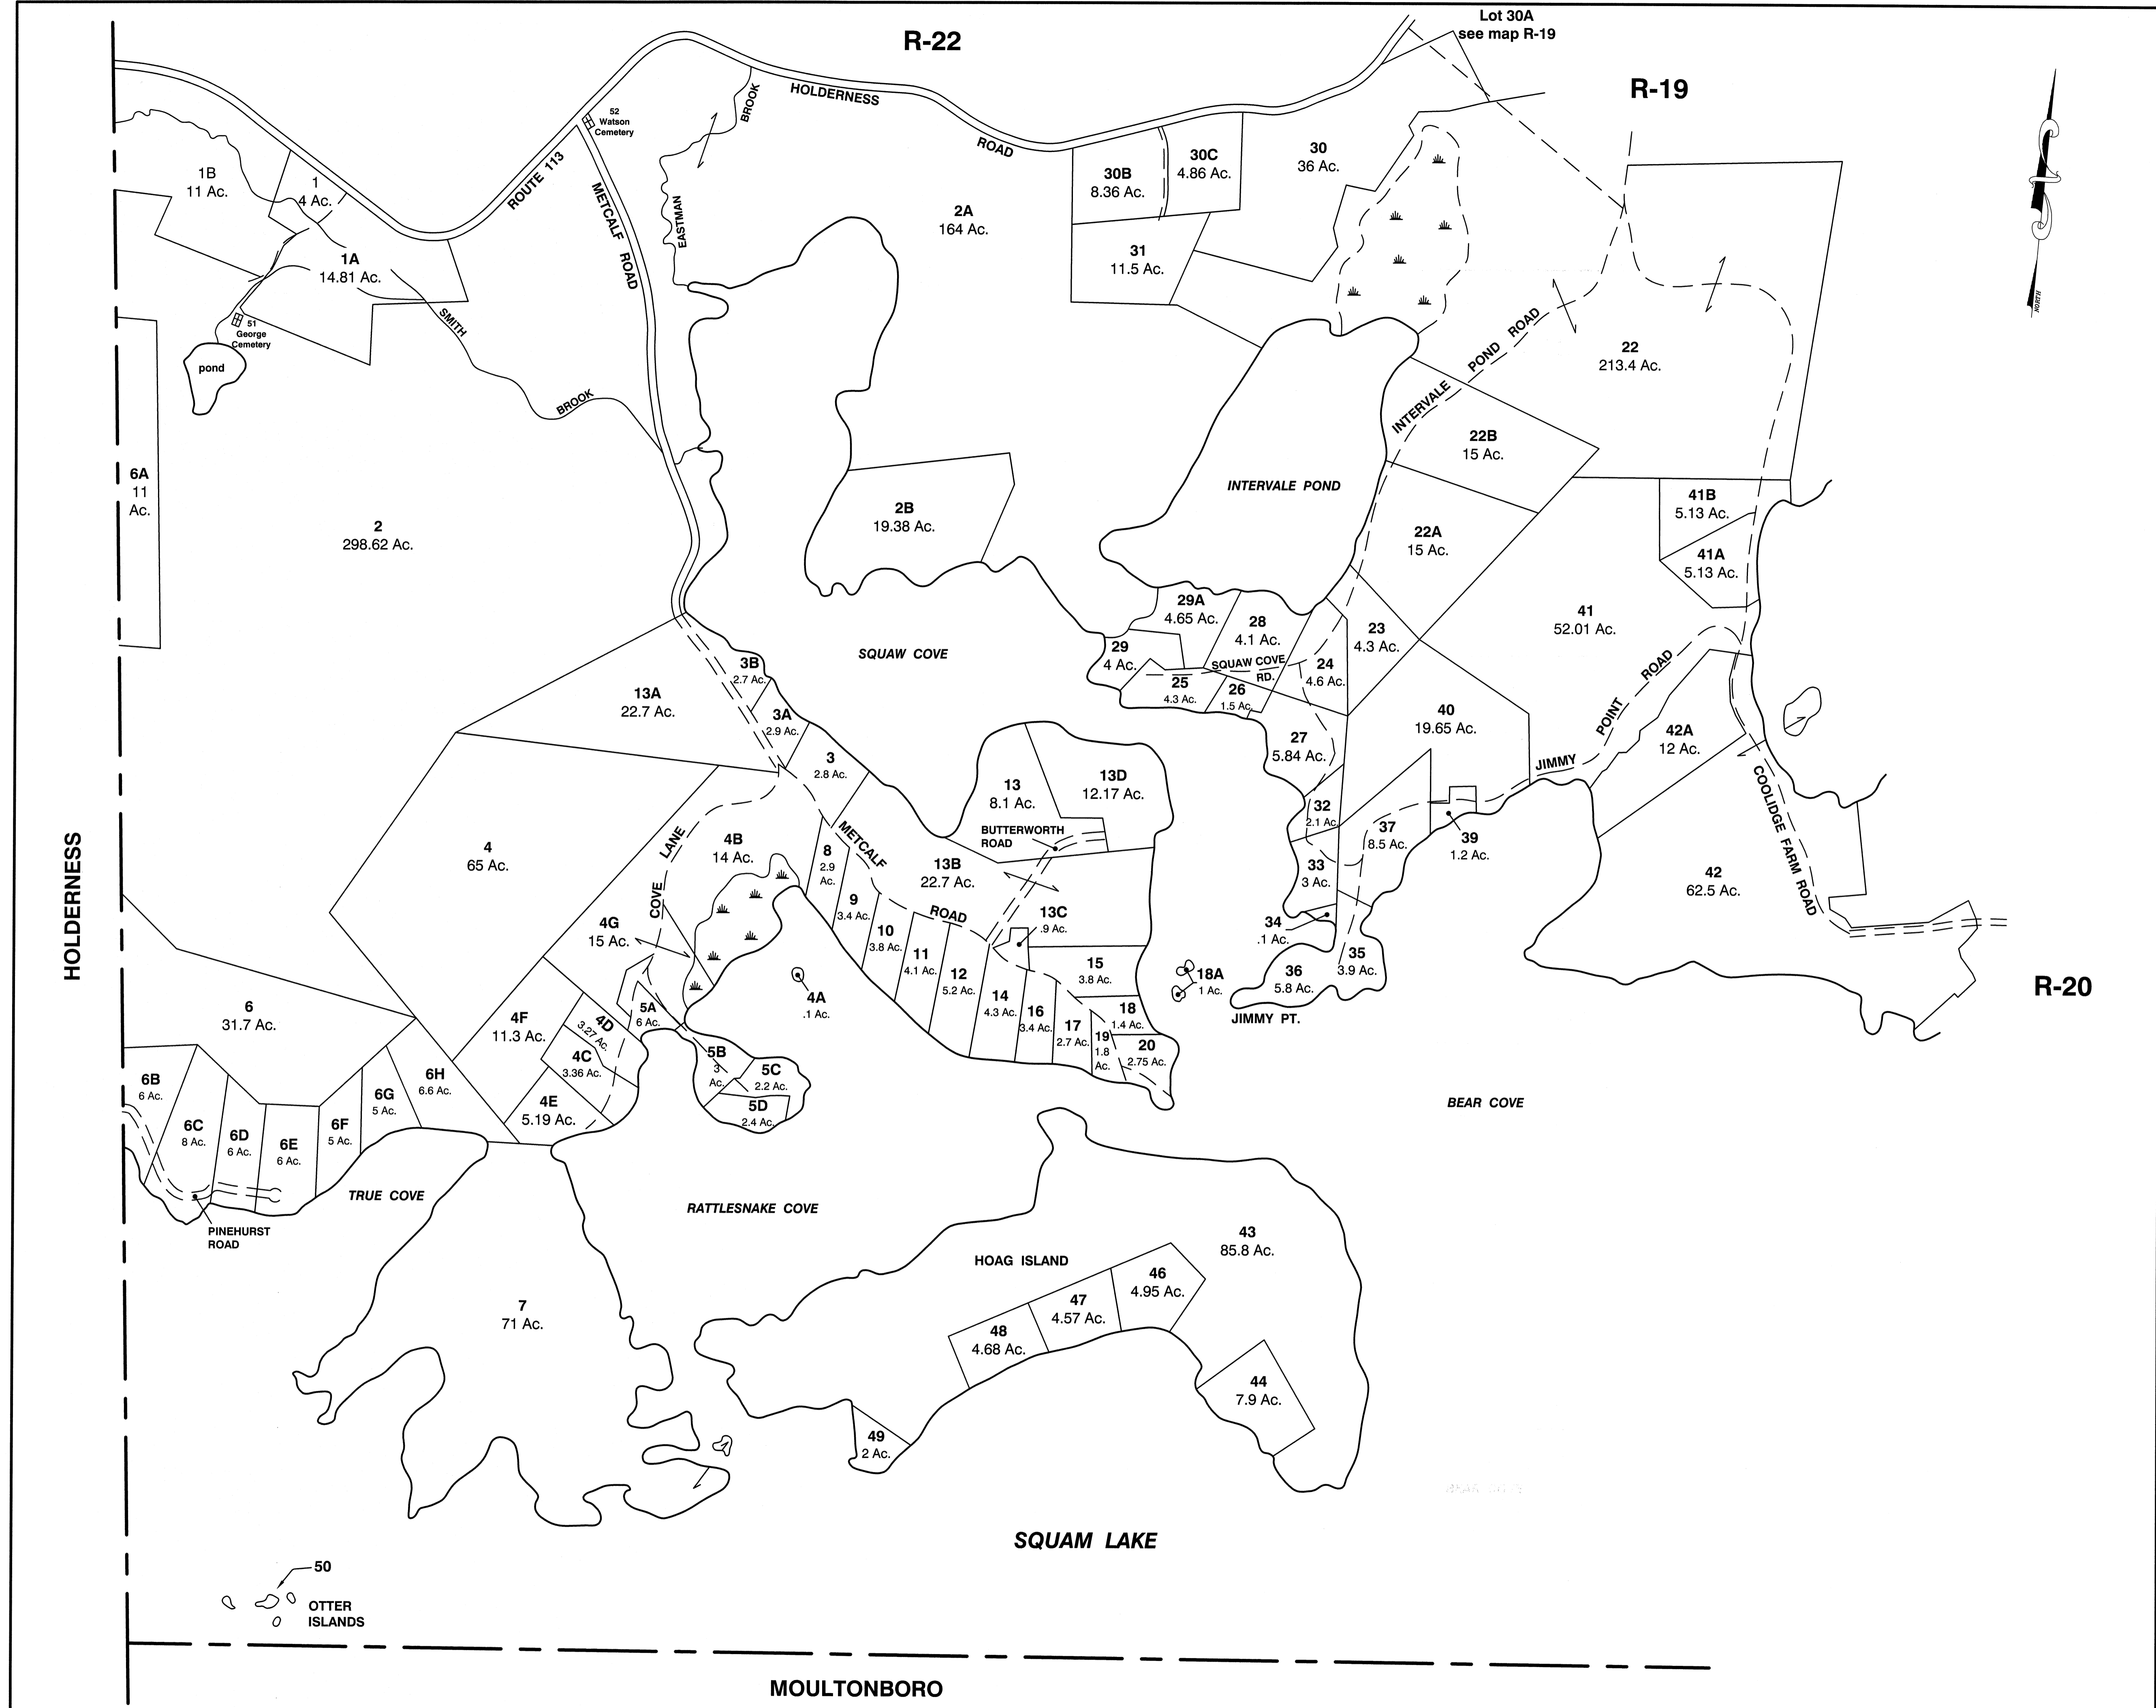 Lot 30A
see map R-19
R-22
R-19
HOLDERNESS
ROAD
BROOK
EASTMAN
52
Watson
Cemetery
ROUTE 113
METCALF ROAD
1B
11 Ac.
1
4 Ac.
1A
14.81 Ac.
51
George
Cemetery
pond
SMITH
BROOK
2A
164 Ac.
30B
8.36 Ac.
30C
4.86 Ac.
30
36 Ac.
31
11.5 Ac.
NORTH
INTERVALE POND ROAD
22
213.4 Ac.
22B
15 Ac.
22A
15 Ac.
INTERVALE POND
6A
11
Ac.
2
298.62 Ac.
2B
19.38 Ac.
41B
5.13 Ac.
41A
5.13 Ac.
41
52.01 Ac.
29A
4.65 Ac.
28
4.1 Ac.
23
4.3 Ac.
29
4 Ac.
SQUAW COVE
RD.
24
4.6 Ac.
25
4.3 Ac.
26
1.5 Ac.
SQUAW COVE
3B
2.7 Ac.
13A
22.7 Ac.
3A
2.9 Ac.
3
2.8 Ac.
27
5.84 Ac.
40
19.65 Ac.
JIMMY POINT ROAD
42A
12 Ac.
COOLIDGE FARM ROAD
13
8.1 Ac.
13D
12.17 Ac.
BUTTERWORTH
ROAD
32
2.1 Ac.
37
8.5 Ac.
39
1.2 Ac.
33
3 Ac.
42
62.5 Ac.
HOLDERNESS
4
65 Ac.
COVE LANE
4B
14 Ac.
METCALF
ROAD
8
2.9
Ac.
13B
22.7 Ac.
9
3.4 Ac.
10
3.8 Ac.
11
4.1 Ac.
12
5.2 Ac.
13C
.9 Ac.
34
.1 Ac.
35
3.9 Ac.
36
5.8 Ac.
JIMMY PT.
4G
15 Ac.
4A
.1 Ac.
14
4.3 Ac.
15
3.8 Ac.
16
3.4 Ac.
17
2.7 Ac.
18
1.4 Ac.
18A
1 Ac.
19
1.8
Ac.
20
2.75 Ac.
R-20
6
31.7 Ac.
4F
11.3 Ac.
4D
3.27 Ac.
4C
3.36 Ac.
4E
5.19 Ac.
5A
6 Ac.
5B
3
Ac.
5C
2.2 Ac.
5D
2.4 Ac.
6B
6 Ac.
6C
8 Ac.
6D
6 Ac.
6E
6 Ac.
6F
5 Ac.
6G
5 Ac.
6H
6.6 Ac.
BEAR COVE
TRUE COVE
RATTLESNAKE COVE
PINEHURST
ROAD
7
71 Ac.
HOAG ISLAND
43
85.8 Ac.
46
4.95 Ac.
47
4.57 Ac.
48
4.68 Ac.
44
7.9 Ac.
49
2 Ac.
SQUAM LAKE
50
OTTER
ISLANDS
MOULTONBORO